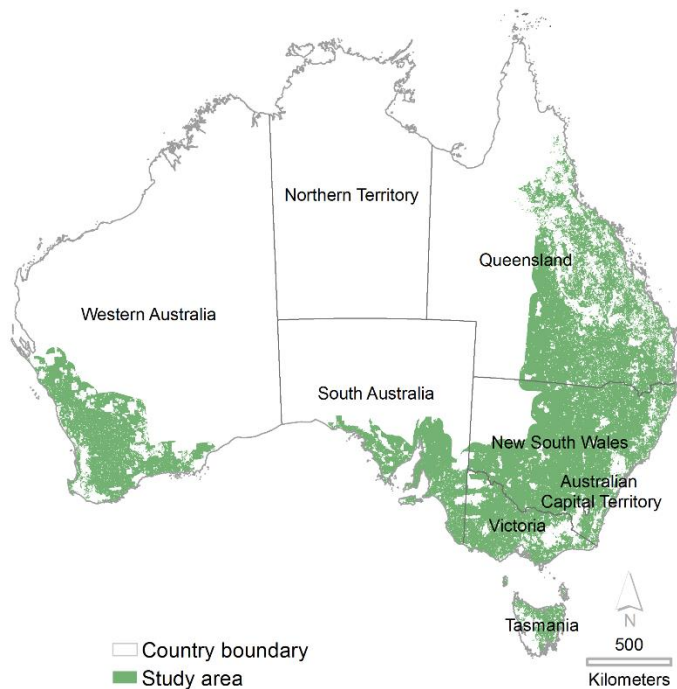 Northern Territory
Queensland
Western Australia
South Australia
New South Wales
Australian
Capital Territory
Victoria
Tasmania
N
500
Kilometers
Country boundary
Study area